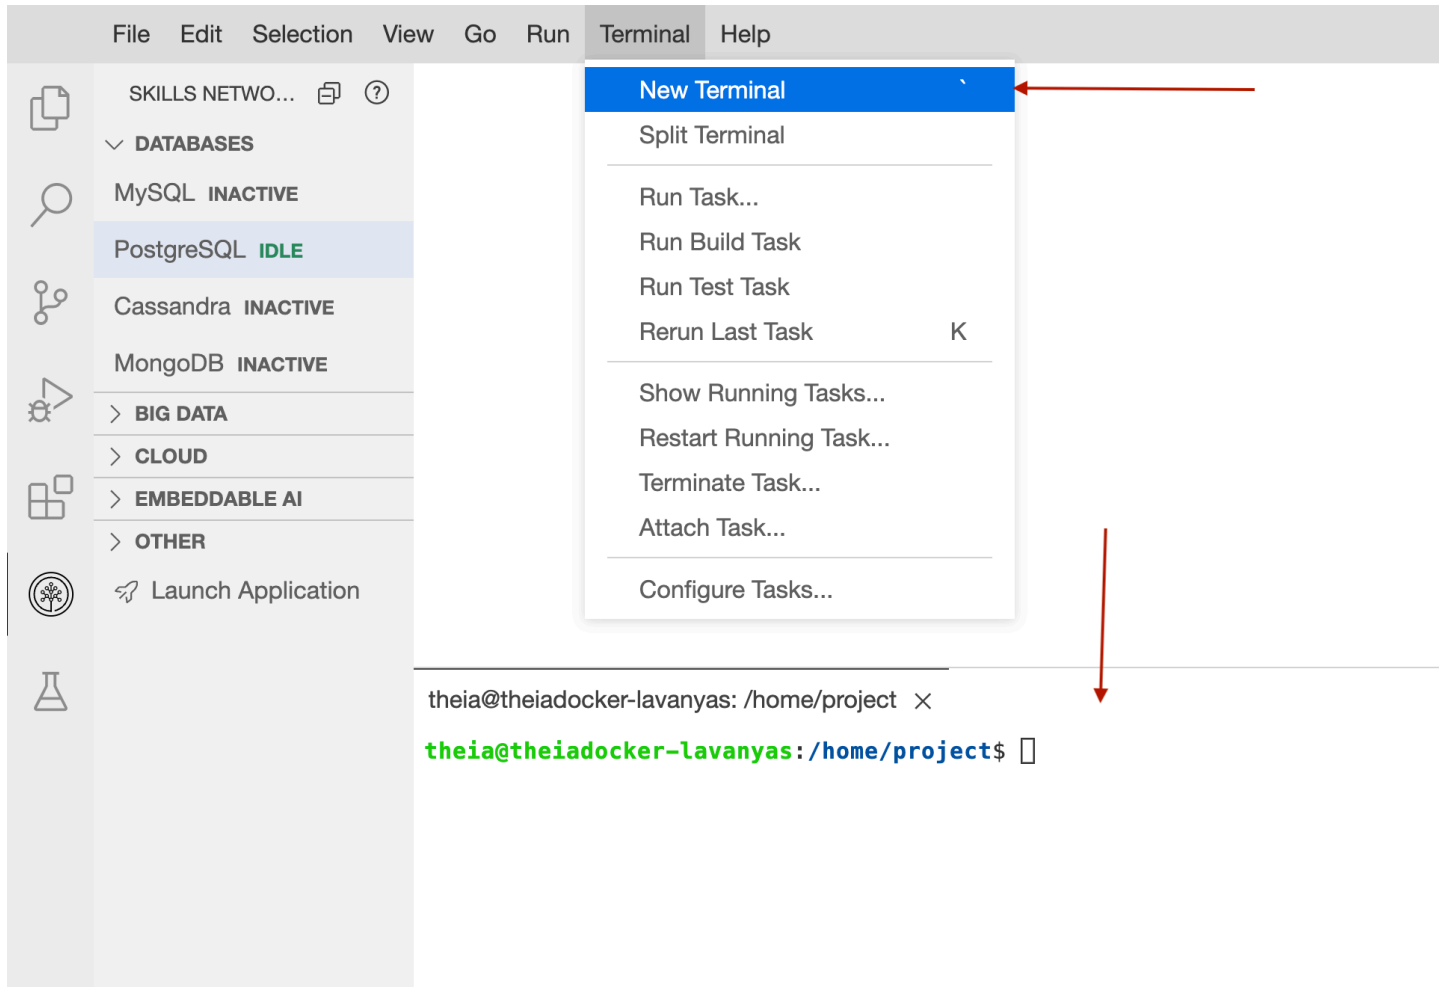 File Edit Selection View Go Run Terminal Help
SKILLS NETWO...
DATABASES
MySQL INACTIVE
PostgreSQL IDLE
Cassandra INACTIVE
MongoDB INACTIVE
BIG DATA
CLOUD
EMBEDDABLE AI
OTHER
Launch Application
New Terminal `
Split Terminal
Run Task...
Run Build Task
Run Test Task
Rerun Last Task K
Show Running Tasks...
Restart Running Task...
Terminate Task...
Attach Task...
Configure Tasks...
theia@theiadocker-lavanyas: /home/project
theia@theiadocker-lavanyas:/home/project$